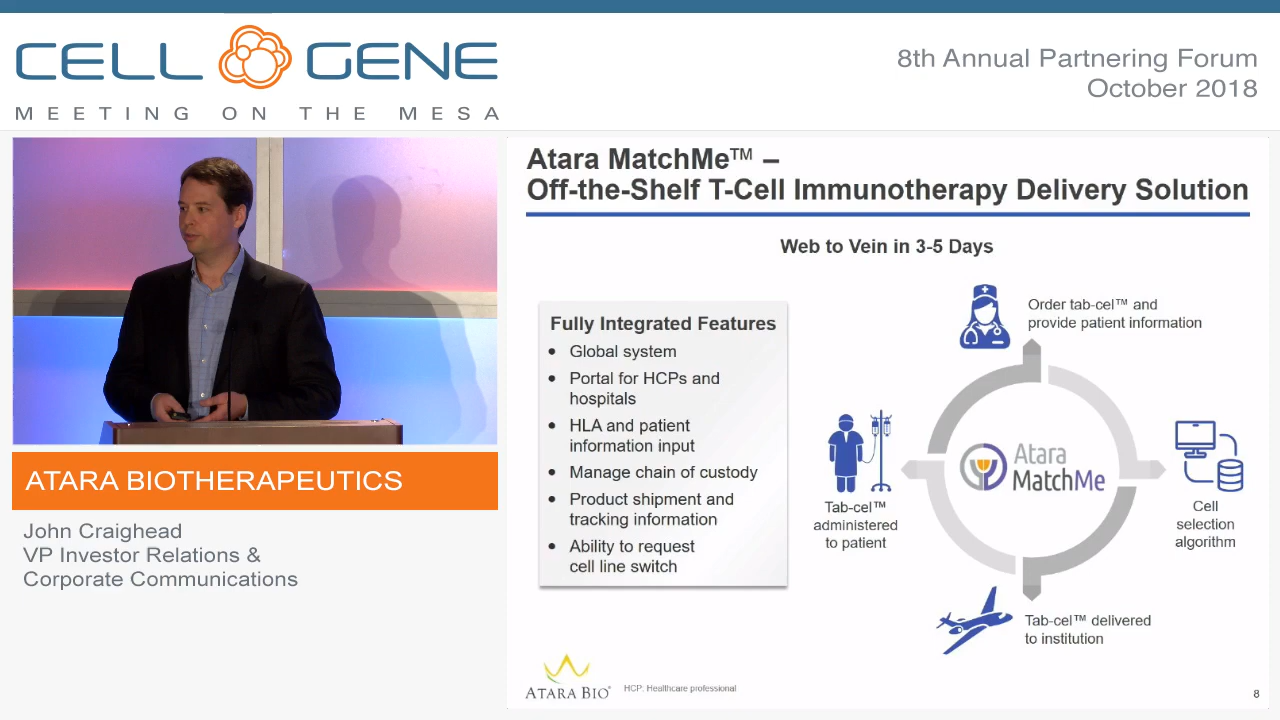 CELL GENE
MEETING ON THE MESA
8th Annual Partnering Forum
October 2018
ATARA BIOTHERAPEUTICS
John Craighead
VP Investor Relations &
Corporate Communications
Atara MatchMe™ –
Off-the-Shelf T-Cell Immunotherapy Delivery Solution
Web to Vein in 3-5 Days
Fully Integrated Features
• Global system
• Portal for HCPs and
hospitals
• HLA and patient
information input
• Manage chain of custody
• Product shipment and
tracking information
• Ability to request
cell line switch
Order tab-cel™ and
provide patient information
Cell
selection
algorithm
Tab-cel™ delivered
to institution
Tab-cel™
administered
to patient
Atara
MatchMe
ATARA BIO®
HCP: Healthcare professional
8